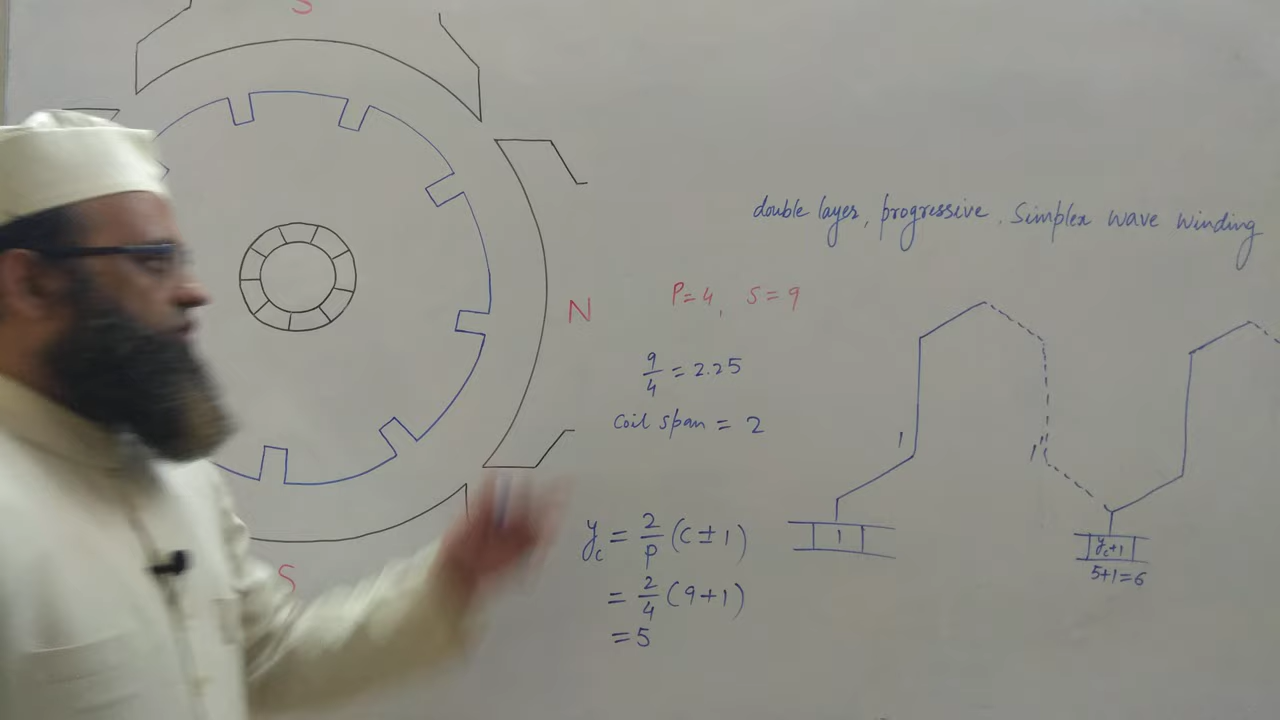 S
double layer, progressive, Simplex wave winding
N
P=4, S=9
9/4 = 2.25
Coil span = 2
1
1'
y_c = 2/P (C±1)
1
y_c+1
5+1=6
= 2/4 (9+1)
S
= 5